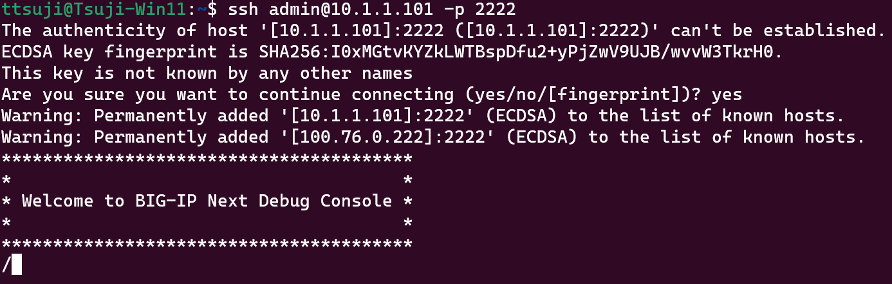 ttsuji@Tsuji-Win11:~$ ssh admin@10.1.1.101 -p 2222
The authenticity of host '[10.1.1.101]:2222 ([10.1.1.101]:2222)' can't be established.
ECDSA key fingerprint is SHA256:I0xMGtvKYZkLWTBspDfu2+yPjZwV9UJB/wvvW3TkrH0.
This key is not known by any other names
Are you sure you want to continue connecting (yes/no/[fingerprint])? yes
Warning: Permanently added '[10.1.1.101]:2222' (ECDSA) to the list of known hosts.
Warning: Permanently added '[100.76.0.222]:2222' (ECDSA) to the list of known hosts.
****************************************
*                                      *
* Welcome to BIG-IP Next Debug Console *
*                                      *
****************************************
/